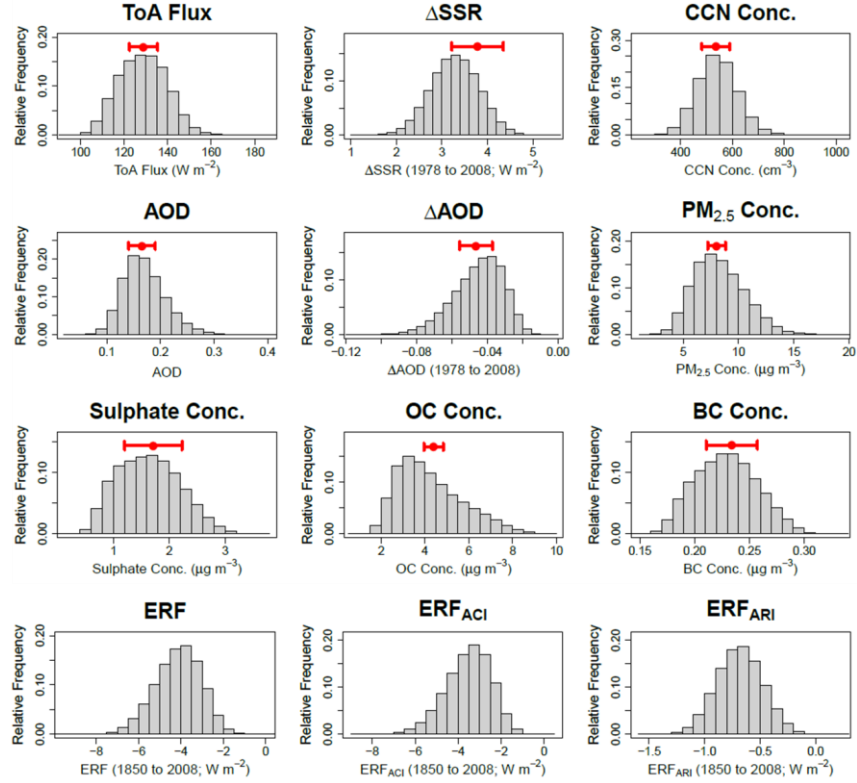 ToA Flux
Relative Frequency
0.20
0.10
0.00
100 120 140 160 180
ToA Flux (W m⁻²)
ΔSSR
Relative Frequency
0.10
0.00
1 2 3 4 5
ΔSSR (1978 to 2008; W m⁻²)
CCN Conc.
Relative Frequency
0.30
0.20
0.10
0.00
400 600 800 1000
CCN Conc. (cm⁻³)
AOD
Relative Frequency
0.20
0.10
0.00
0.1 0.2 0.3 0.4
AOD
ΔAOD
Relative Frequency
0.10
0.00
−0.12 −0.08 −0.04 0.00
ΔAOD (1978 to 2008)
PM₂.₅ Conc.
Relative Frequency
0.20
0.10
0.00
5 10 15 20
PM₂.₅ Conc. (μg m⁻³)
Sulphate Conc.
Relative Frequency
0.10
0.00
1 2 3
Sulphate Conc. (μg m⁻³)
OC Conc.
Relative Frequency
0.10
0.00
2 4 6 8 10
OC Conc. (μg m⁻³)
BC Conc.
Relative Frequency
0.10
0.00
0.15 0.20 0.25 0.30
BC Conc. (μg m⁻³)
ERF
Relative Frequency
0.20
0.10
0.00
−8 −6 −4 −2 0
ERF (1850 to 2008; W m⁻²)
ERF_ACI
Relative Frequency
0.20
0.10
0.00
−8 −6 −4 −2 0
ERF_ACI (1850 to 2008; W m⁻²)
ERF_ARI
Relative Frequency
0.20
0.10
0.00
−1.5 −1.0 −0.5 0.0
ERF_ARI (1850 to 2008; W m⁻²)